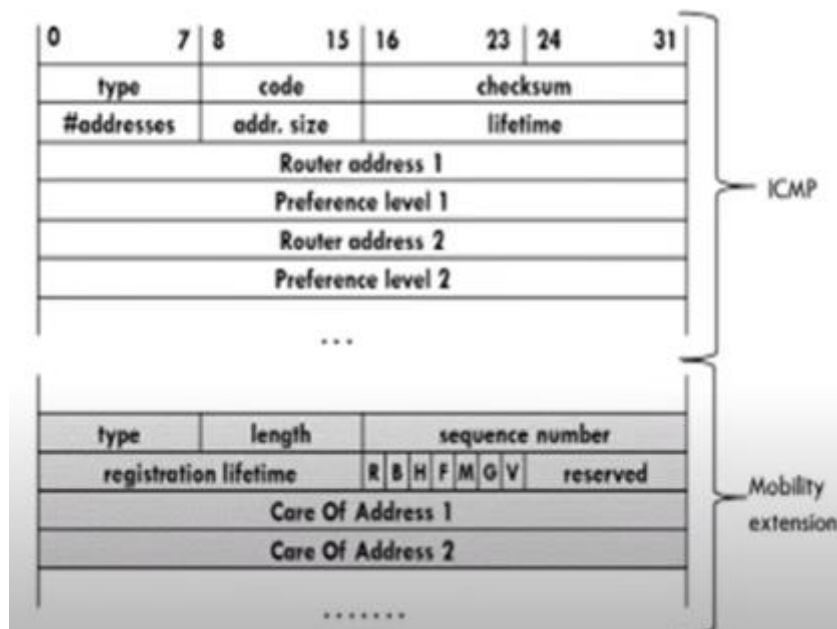 0 7 8 15 16 23 24 31
type code checksum
#addresses addr. size lifetime
Router address 1
Preference level 1
Router address 2
Preference level 2
...
ICMP
type length sequence number
registration lifetime R B H F M G V reserved
Care Of Address 1
Care Of Address 2
.......
Mobility
extension